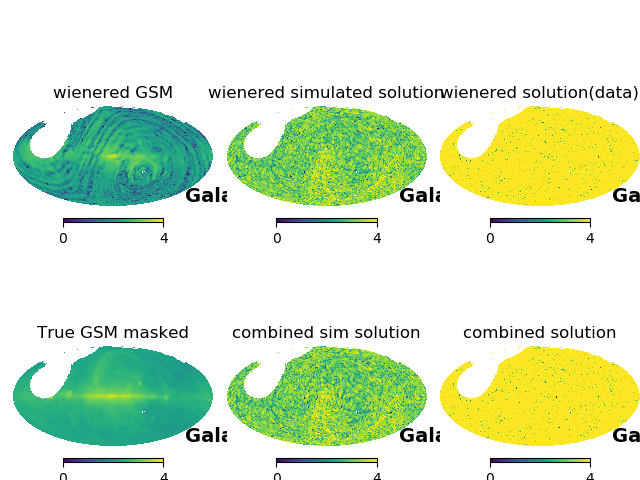 wienered GSM
wienered simulated solution
wienered solution(data)
Gala
Gala
Ga
0 4
0 4
0 4
True GSM masked
combined sim solution
combined solution
Gala
Gala
Ga
0 4
0 4
0 4